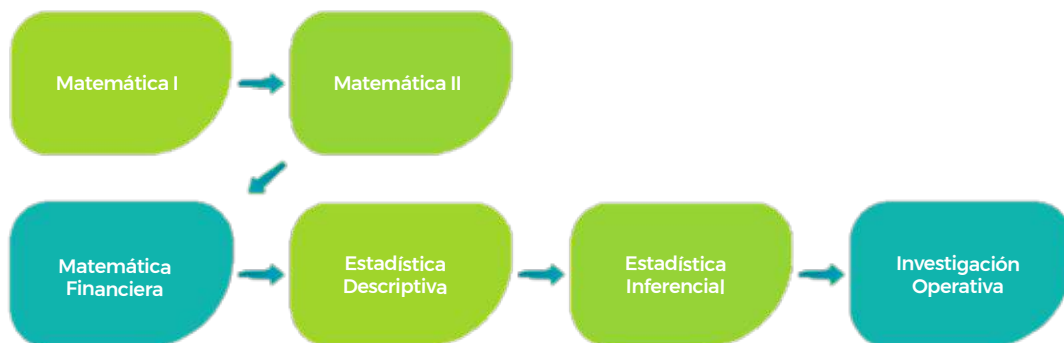 Matemática I
Matemática II
Matemática
Financiera
Estadística
Descriptiva
Estadística
Inferencial
Investigación
Operativa